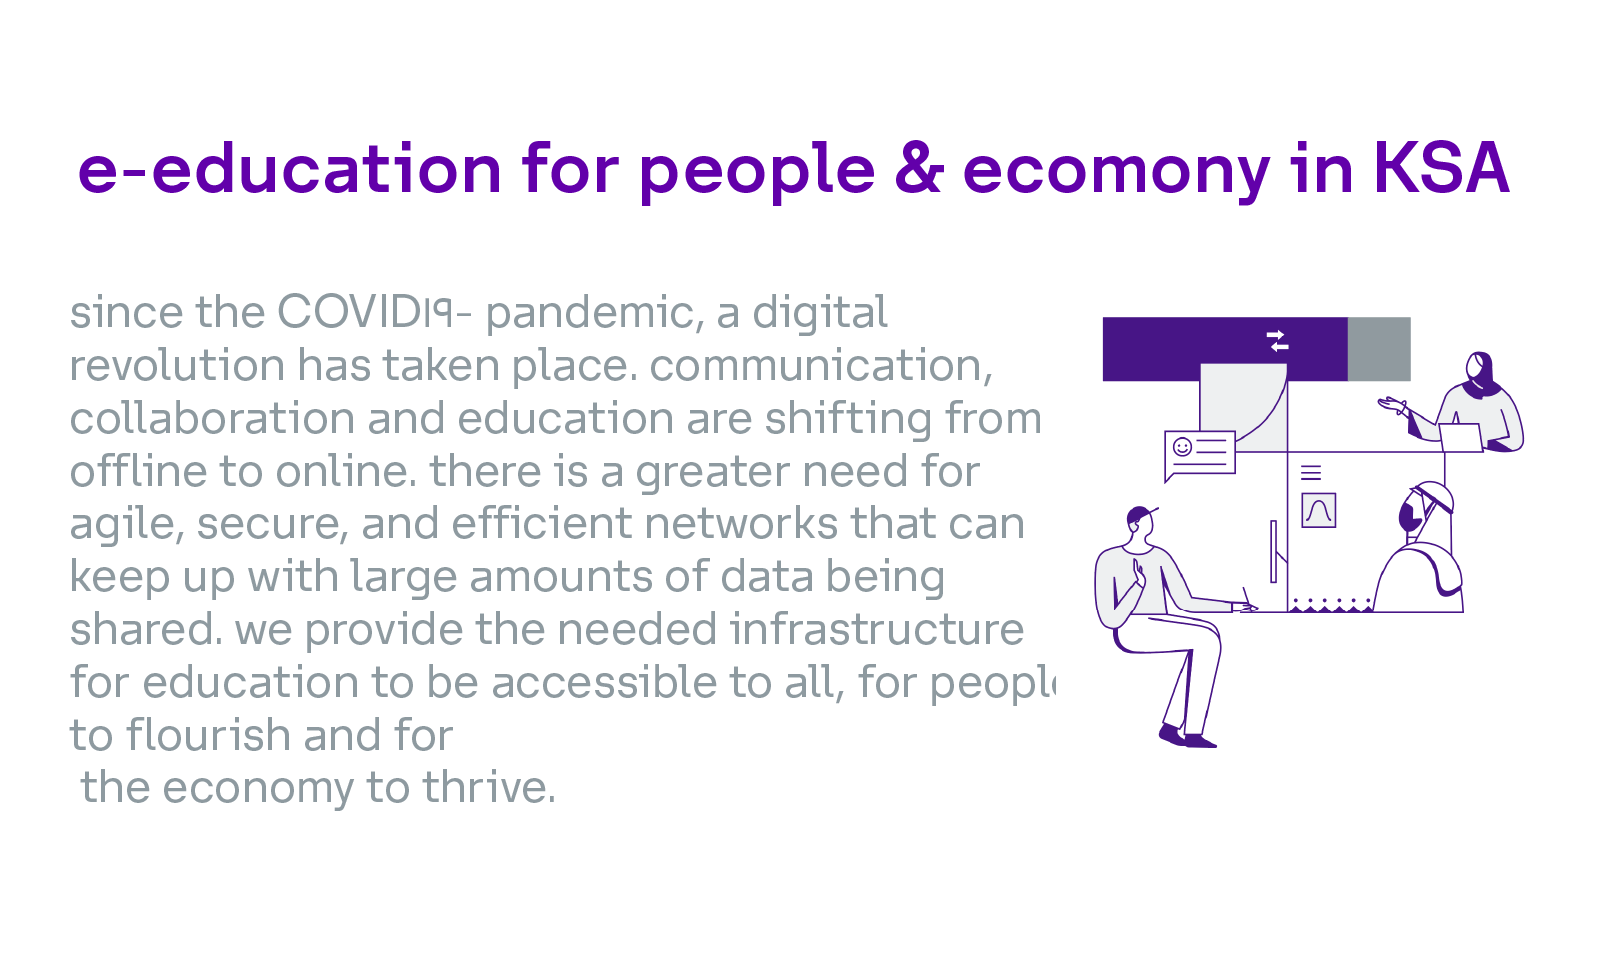 e-education for people & ecomony in KSA
since the COVID١٩- pandemic, a digital
revolution has taken place. communication,
collaboration and education are shifting from
offline to online. there is a greater need for
agile, secure, and efficient networks that can
keep up with large amounts of data being
shared. we provide the needed infrastructure
for education to be accessible to all, for people
to flourish and for
the economy to thrive.